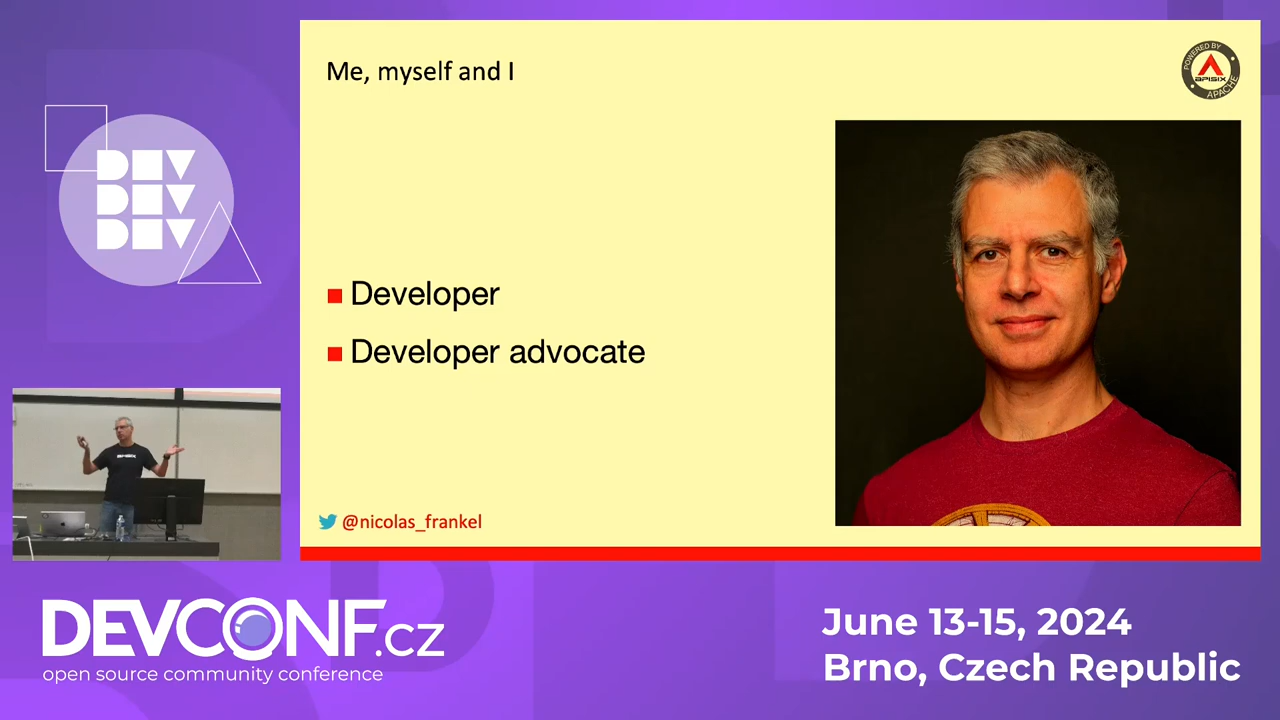 Me, myself and I
POWERED BY
APISIX
APACHE
DEV
DEV
DEV
Developer
Developer advocate
APISIX
@nicolas_frankel
DEVCONF.cz
open source community conference
June 13-15, 2024
Brno, Czech Republic